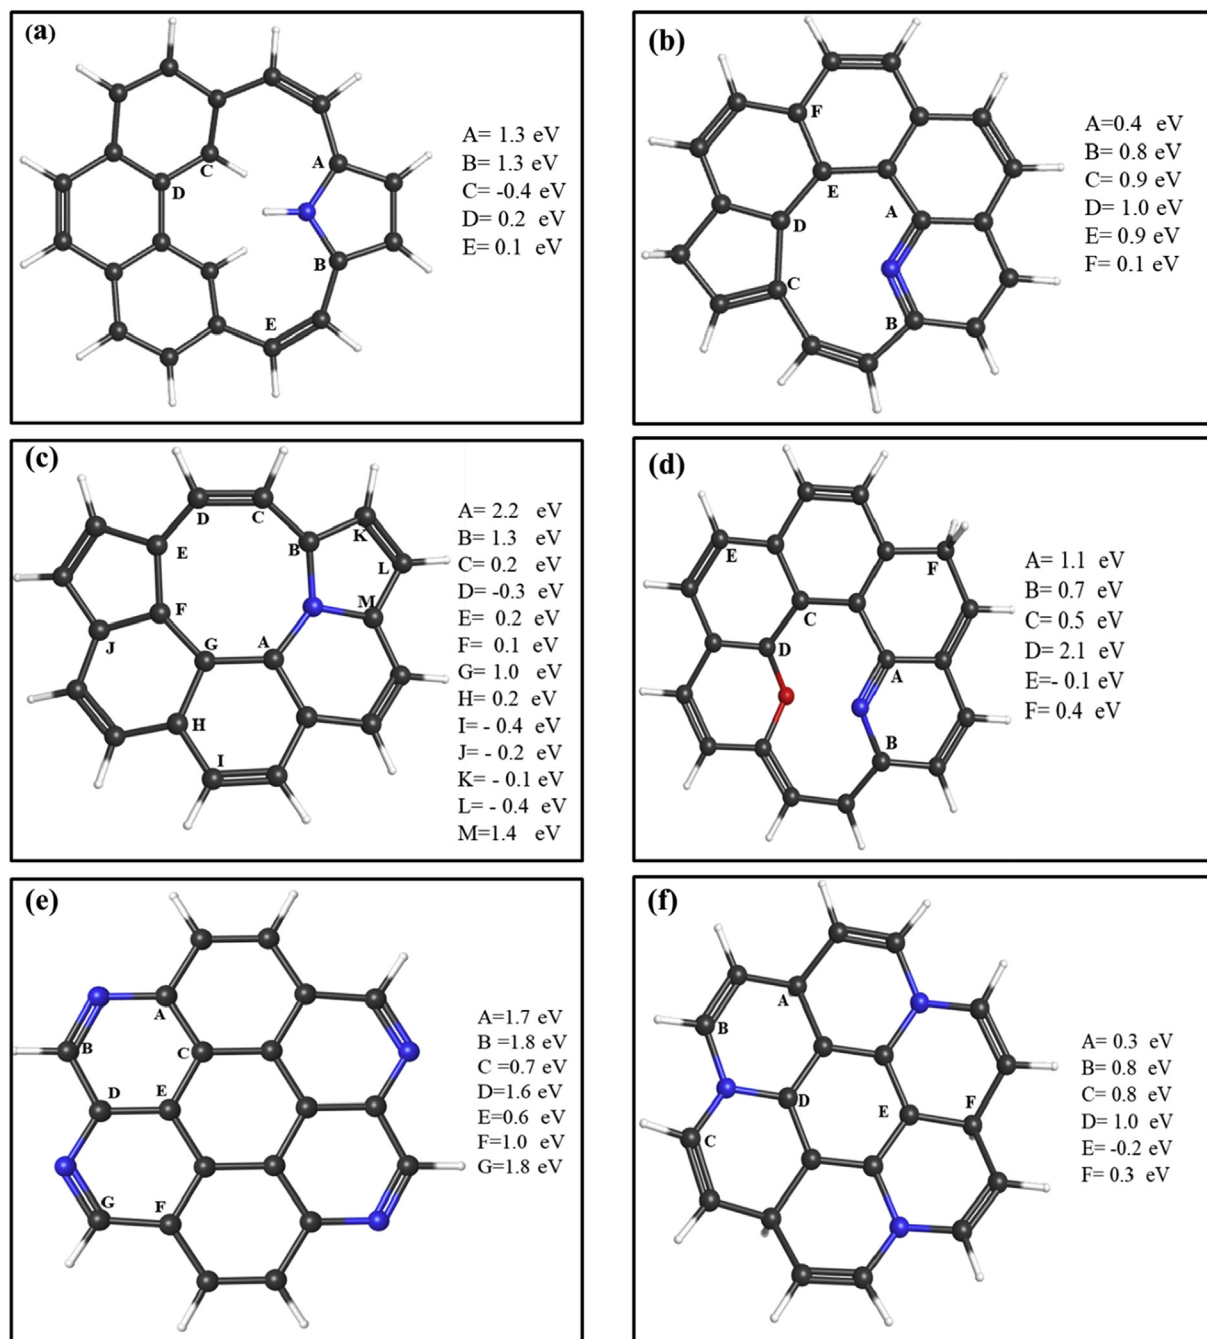 (a)
A
C
D
B
E
A= 1.3 eV
B= 1.3 eV
C= -0.4 eV
D= 0.2 eV
E= 0.1 eV
(b)
F
E
A
D
C
B
A=0.4 eV
B= 0.8 eV
C= 0.9 eV
D= 1.0 eV
E= 0.9 eV
F= 0.1 eV
(c)
D
C
E
B
K
L
F
M
J
G
A
H
I
A= 2.2 eV
B= 1.3 eV
C= 0.2 eV
D= -0.3 eV
E= 0.2 eV
F= 0.1 eV
G= 1.0 eV
H= 0.2 eV
I= - 0.4 eV
J= - 0.2 eV
K= - 0.1 eV
L= - 0.4 eV
M=1.4 eV
(d)
E
F
C
D
A
B
A= 1.1 eV
B= 0.7 eV
C= 0.5 eV
D= 2.1 eV
E=- 0.1 eV
F= 0.4 eV
(e)
A
B
C
D
E
G
F
A=1.7 eV
B =1.8 eV
C =0.7 eV
D=1.6 eV
E=0.6 eV
F=1.0 eV
G=1.8 eV
(f)
A
B
D
E
F
C
A= 0.3 eV
B= 0.8 eV
C= 0.8 eV
D= 1.0 eV
E= -0.2 eV
F= 0.3 eV